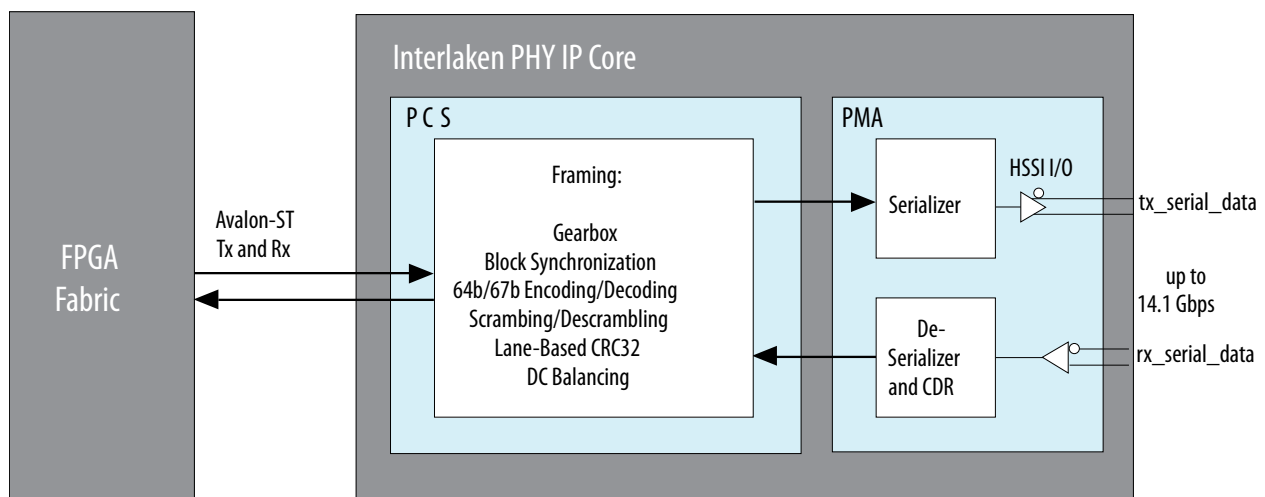 Interlaken PHY IP Core
P C S
PMA
Framing:
Gearbox
Block Synchronization
64b/67b Encoding/Decoding
Scrambing/Descrambling
Lane-Based CRC32
DC Balancing
Serializer
HSSI I/O
tx_serial_data
Avalon-ST
Tx and Rx
FPGA
Fabric
up to
14.1 Gbps
De-
Serializer
and CDR
rx_serial_data